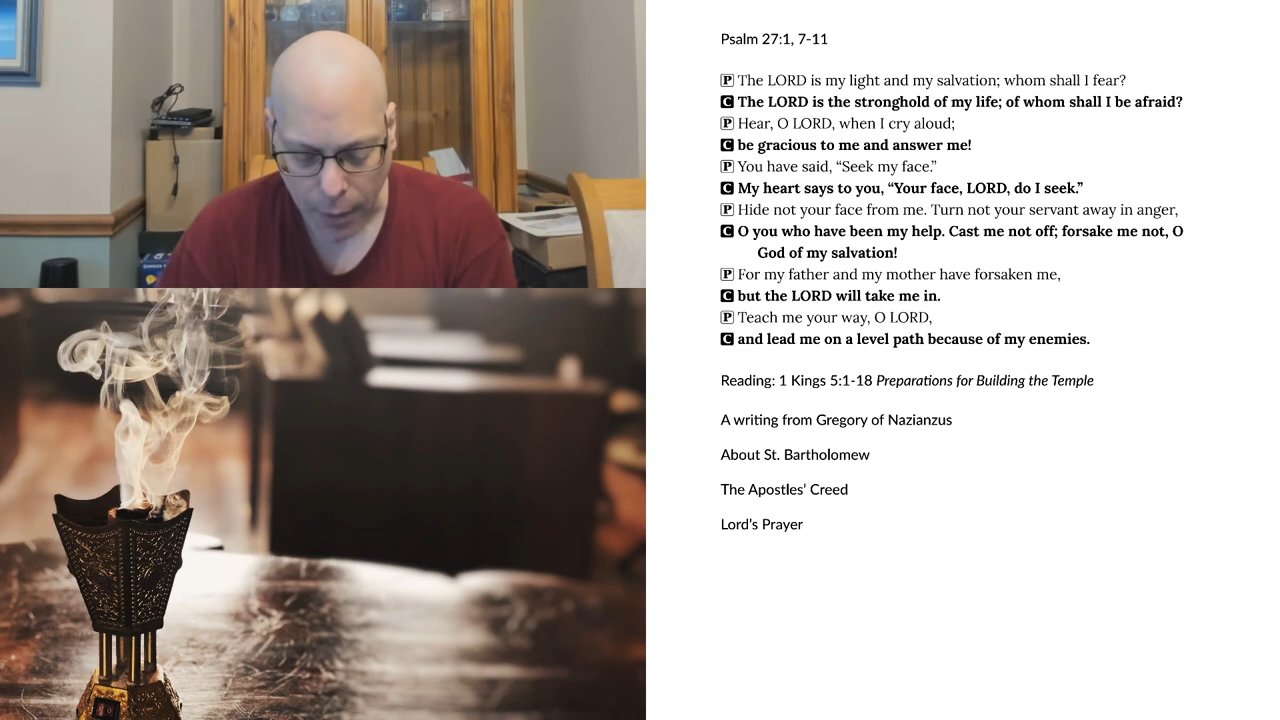 Psalm 27:1, 7-11
P The LORD is my light and my salvation; whom shall I fear?
C The LORD is the stronghold of my life; of whom shall I be afraid?
P Hear, O LORD, when I cry aloud;
C be gracious to me and answer me!
P You have said, “Seek my face.”
C My heart says to you, “Your face, LORD, do I seek.”
P Hide not your face from me. Turn not your servant away in anger,
C O you who have been my help. Cast me not off; forsake me not, O
God of my salvation!
P For my father and my mother have forsaken me,
C but the LORD will take me in.
P Teach me your way, O LORD,
C and lead me on a level path because of my enemies.
Reading: 1 Kings 5:1-18 Preparations for Building the Temple
A writing from Gregory of Nazianzus
About St. Bartholomew
The Apostles’ Creed
Lord’s Prayer